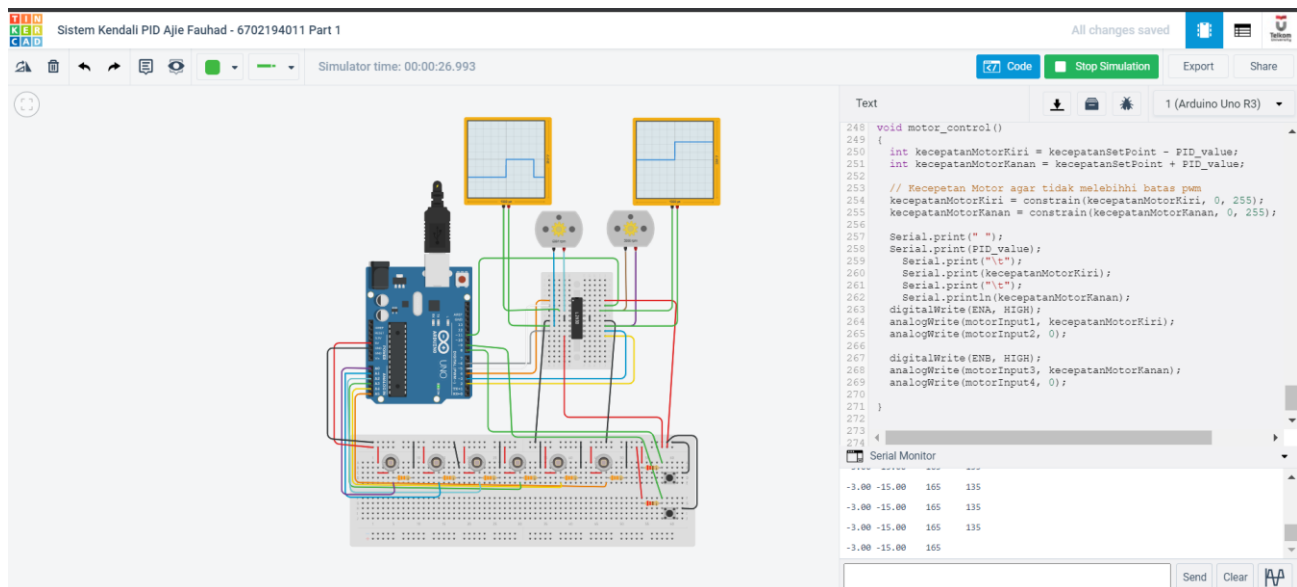 TIN
KER
CAD
Sistem Kendali PID Ajie Fauhad - 6702194011 Part 1
All changes saved
Telkom
Simulator time: 00:00:26.993
Code
Stop Simulation
Export
Share
Text
1 (Arduino Uno R3)
248 void motor_control()
249 {
250 int kecepatanMotorKiri = kecepatanSetPoint - PID_value;
251 int kecepatanMotorKanan = kecepatanSetPoint + PID_value;
252
253 // Kecepetan Motor agar tidak melebihhi batas pwm
254 kecepatanMotorKiri = constrain(kecepatanMotorKiri, 0, 255);
255 kecepatanMotorKanan = constrain(kecepatanMotorKanan, 0, 255);
256
257 Serial.print(" ");
258 Serial.print(PID_value);
259 Serial.print("\t");
260 Serial.print(kecepatanMotorKiri);
261 Serial.print("\t");
262 Serial.println(kecepatanMotorKanan);
263 digitalWrite(ENA, HIGH);
264 analogWrite(motorInput1, kecepatanMotorKiri);
265 analogWrite(motorInput2, 0);
266
267 digitalWrite(ENB, HIGH);
268 analogWrite(motorInput3, kecepatanMotorKanan);
269 analogWrite(motorInput4, 0);
270
271 }
272
273
274
UNO
Serial Monitor
-3.00 -15.00 165 135
-3.00 -15.00 165 135
-3.00 -15.00 165 135
-3.00 -15.00 165 135
-3.00 -15.00 165
Send
Clear